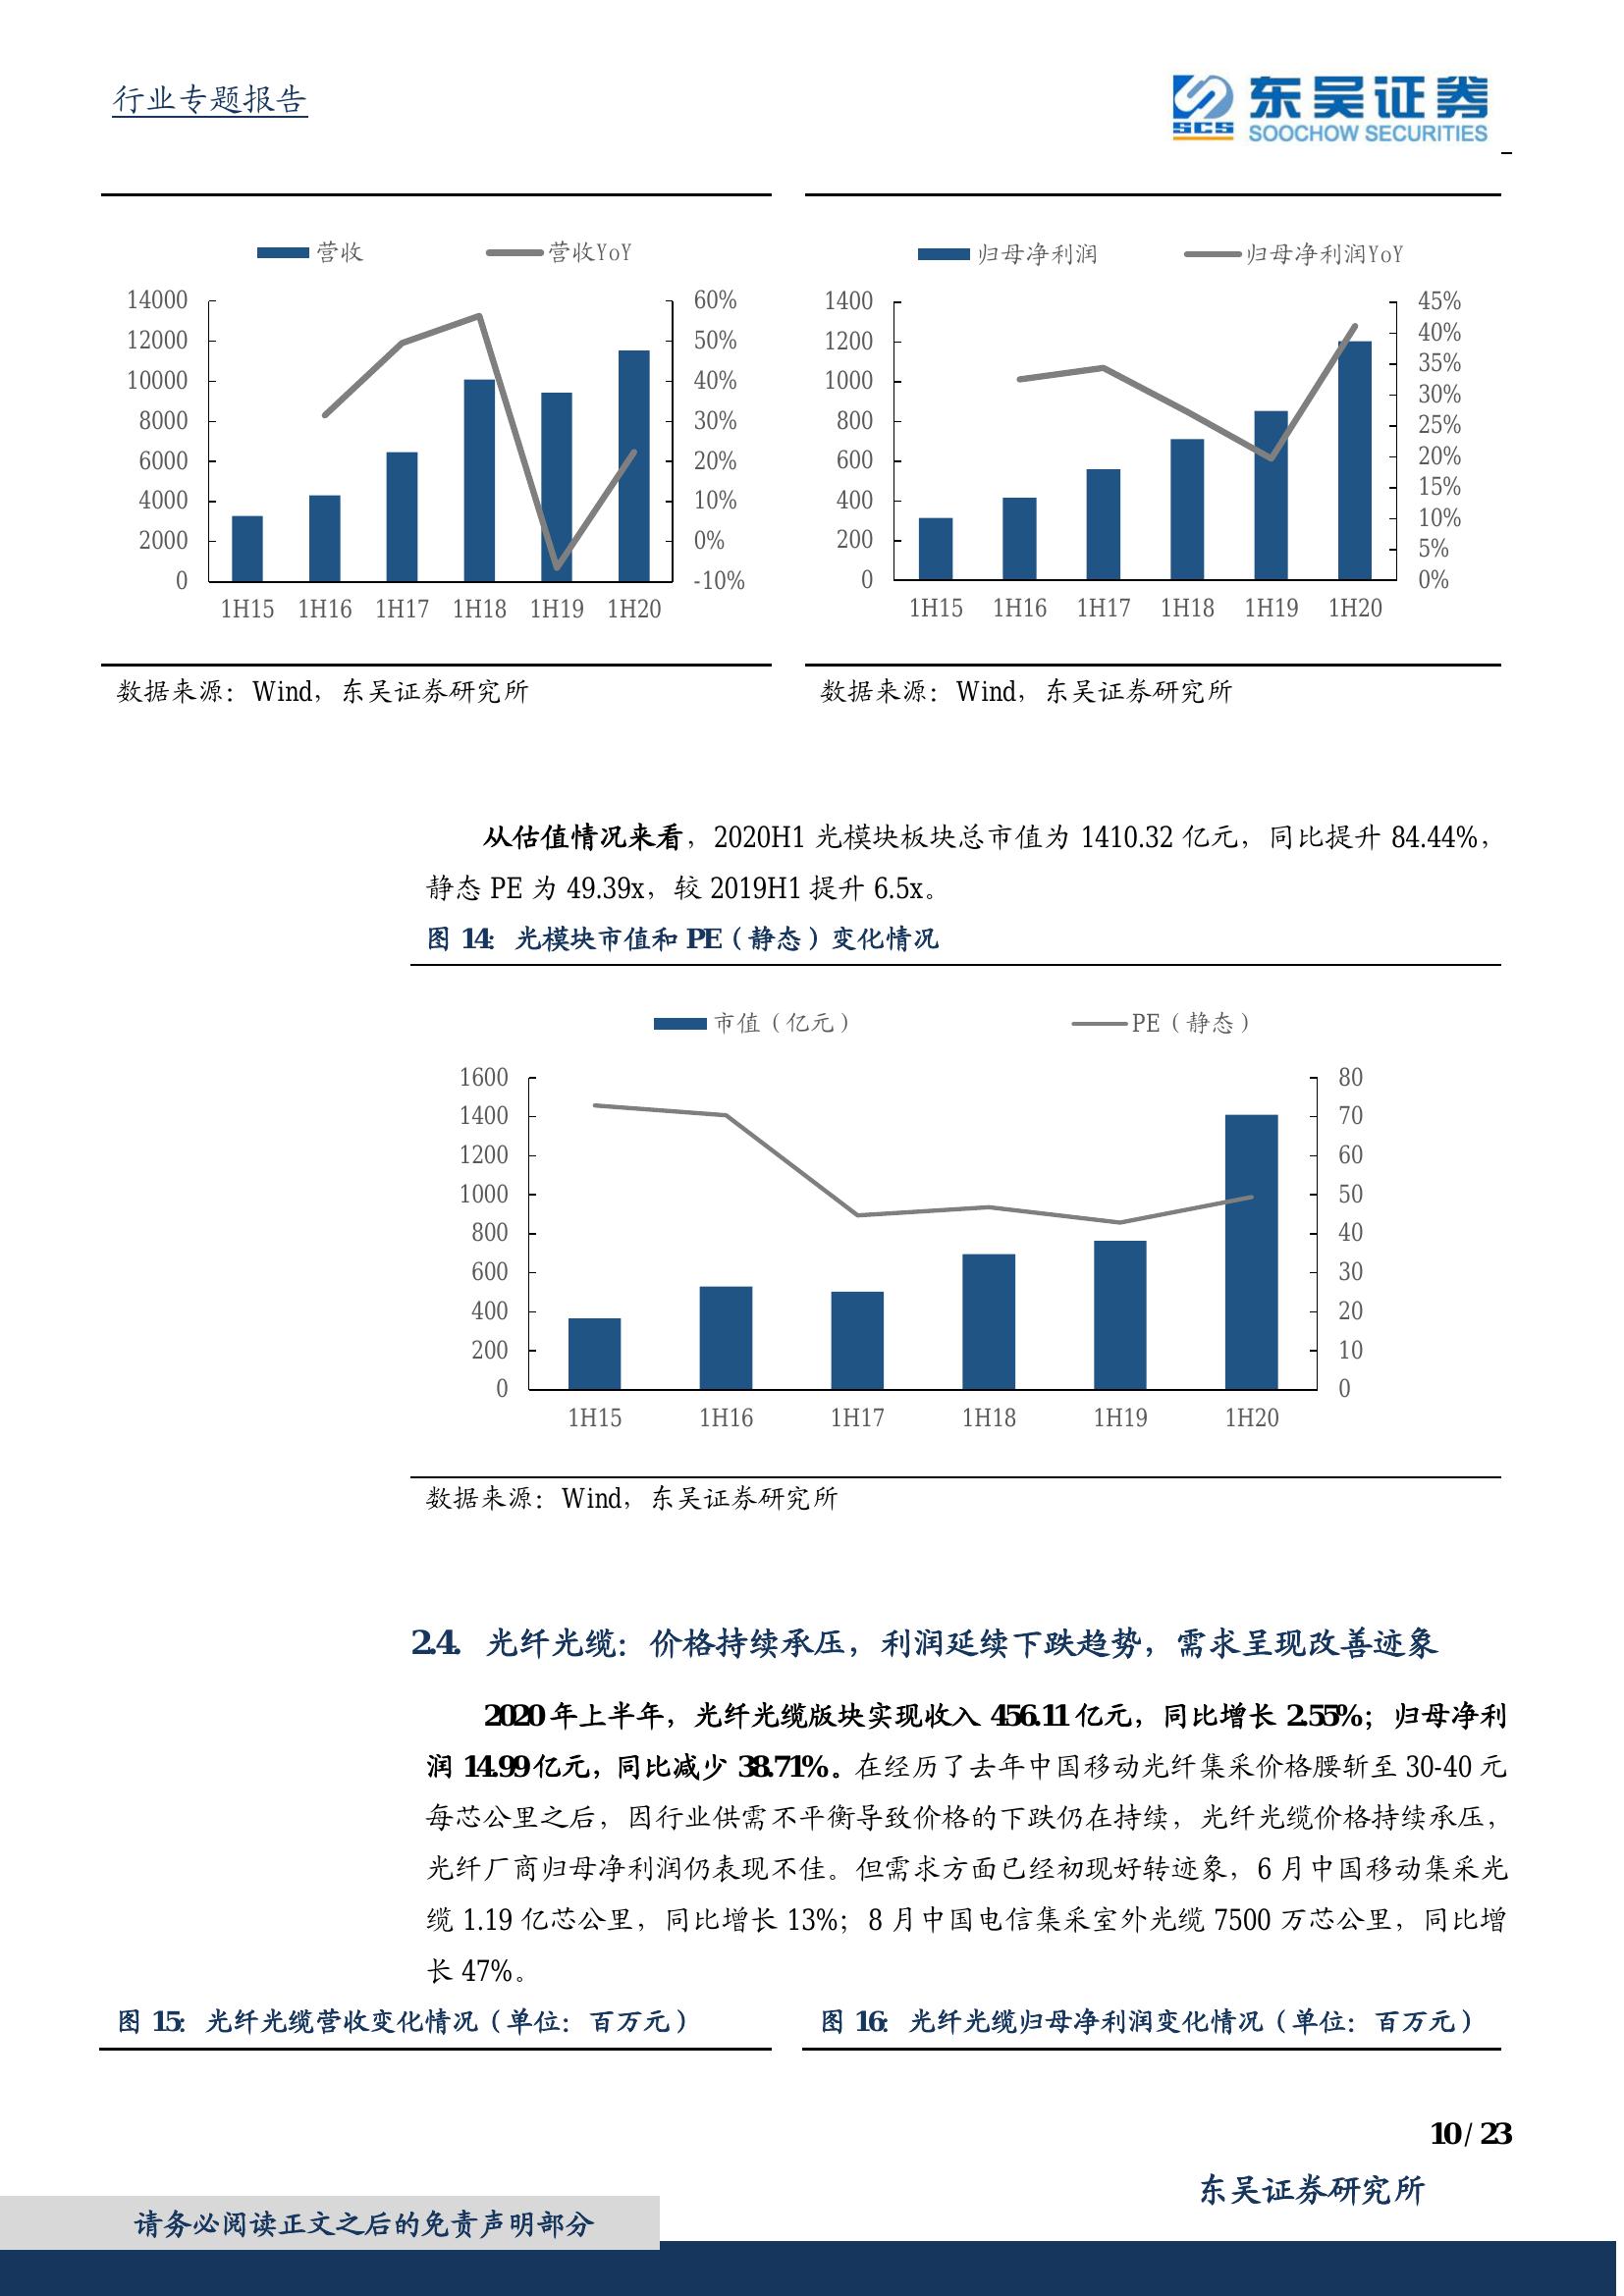 行业专题报告
东吴证券
SCS
SOOCHOW SECURITIES
营收
营收YoY
14000
12000
10000
8000
6000
4000
2000
0
60%
50%
40%
30%
20%
10%
0%
-10%
1H15 1H16 1H17 1H18 1H19 1H20
归母净利润
归母净利润YoY
1400
1200
1000
800
600
400
200
0
45%
40%
35%
30%
25%
20%
15%
10%
5%
0%
1H15 1H16 1H17 1H18 1H19 1H20
数据来源：Wind，东吴证券研究所
数据来源：Wind，东吴证券研究所
从估值情况来看，2020H1 光模块板块总市值为 1410.32 亿元，同比提升 84.44%，
静态 PE 为 49.39x，较 2019H1 提升 6.5x。
图 14：光模块市值和 PE（静态）变化情况
市值（亿元）
PE（静态）
1600
1400
1200
1000
800
600
400
200
0
80
70
60
50
40
30
20
10
0
1H15 1H16 1H17 1H18 1H19 1H20
数据来源：Wind，东吴证券研究所
2.4. 光纤光缆：价格持续承压，利润延续下跌趋势，需求呈现改善迹象
2020 年上半年，光纤光缆版块实现收入 456.11 亿元，同比增长 2.55%；归母净利
润 14.99 亿元，同比减少 38.71%。在经历了去年中国移动光纤集采价格腰斩至 30-40 元
每芯公里之后，因行业供需不平衡导致价格的下跌仍在持续，光纤光缆价格持续承压，
光纤厂商归母净利润仍表现不佳。但需求方面已经初现好转迹象，6 月中国移动集采光
缆 1.19 亿芯公里，同比增长 13%；8 月中国电信集采室外光缆 7500 万芯公里，同比增
长 47%。
图 15：光纤光缆营收变化情况（单位：百万元）
图 16：光纤光缆归母净利润变化情况（单位：百万元）
10 / 23
东吴证券研究所
请务必阅读正文之后的免责声明部分